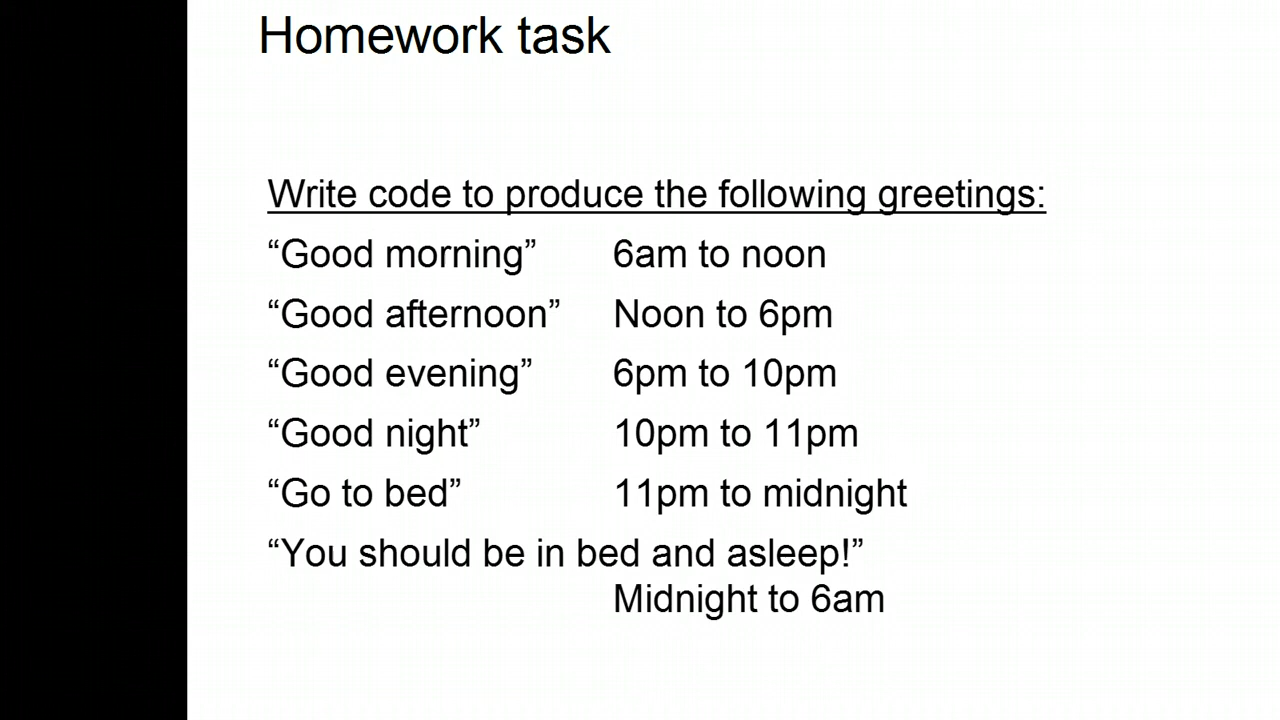 Homework task
Write code to produce the following greetings:
“Good morning” 6am to noon
“Good afternoon” Noon to 6pm
“Good evening” 6pm to 10pm
“Good night” 10pm to 11pm
“Go to bed” 11pm to midnight
“You should be in bed and asleep!”
Midnight to 6am